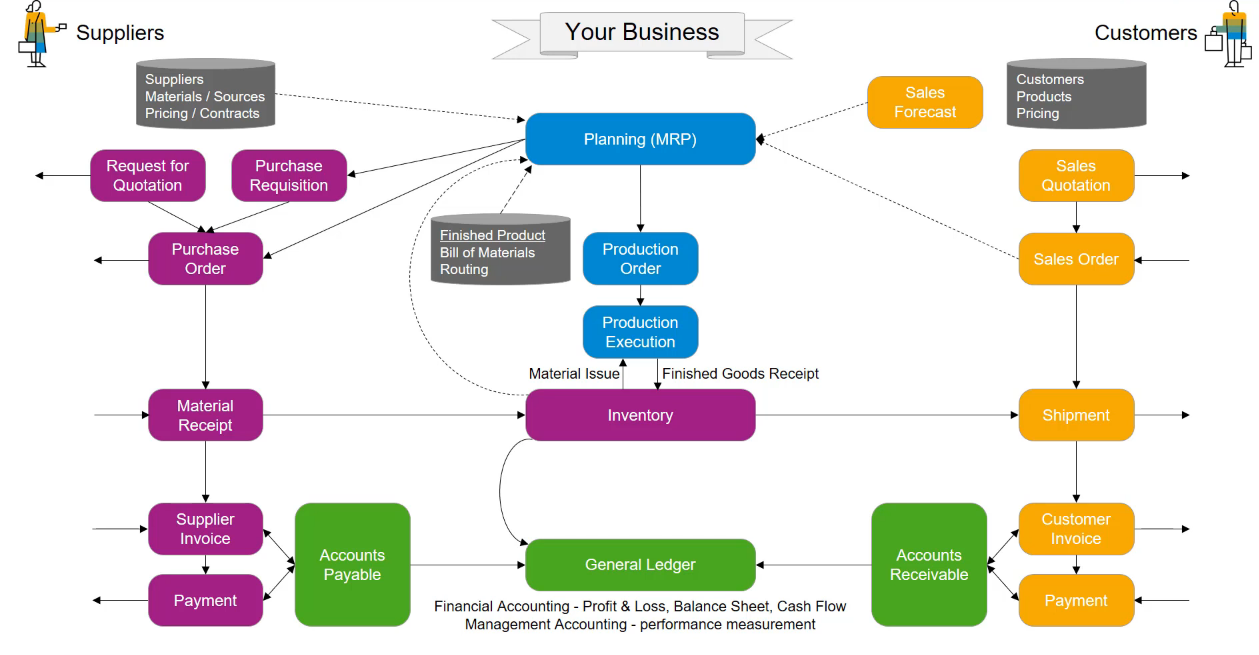 Suppliers
Your Business
Customers
Suppliers
Materials / Sources
Pricing / Contracts
Sales
Forecast
Customers
Products
Pricing
Planning (MRP)
Request for
Quotation
Purchase
Requisition
Sales
Quotation
Finished Product
Bill of Materials
Routing
Purchase
Order
Production
Order
Sales Order
Production
Execution
Material Issue
Finished Goods Receipt
Material
Receipt
Inventory
Shipment
Supplier
Invoice
Accounts
Payable
General Ledger
Accounts
Receivable
Customer
Invoice
Payment
Financial Accounting - Profit & Loss, Balance Sheet, Cash Flow
Management Accounting - performance measurement
Payment